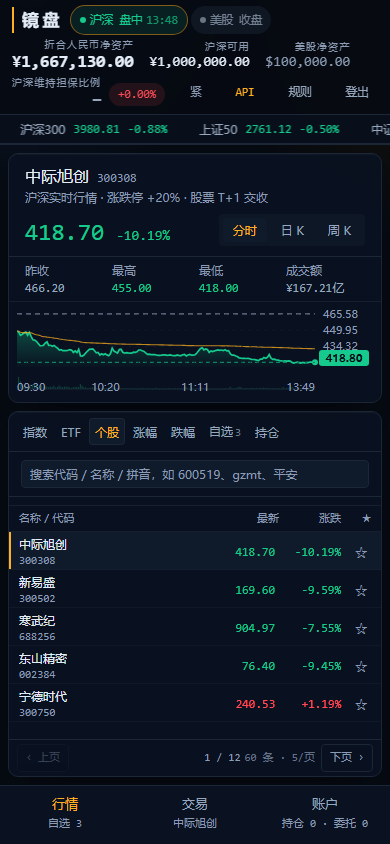 镜盘 沪深 盘中 13:48 美股 收盘
折合人民币净资产 沪深可用 美股净资产
¥1,667,130.00 ¥1,000,000.00 $100,000.00
沪深维持担保比例
— +0.00% 紧 API 规则 登出
沪深300 3980.81 -0.88% 上证50 2761.12 -0.50% 中证
中际旭创 300308
沪深实时行情 · 涨跌停 +20% · 股票 T+1 交收
418.70 -10.19% 分时 日 K 周 K
昨收 最高 最低 成交额
466.20 455.00 418.00 ¥167.21亿
465.58
449.95
434.32
418.80
09:30 10:20 11:11 13:49
指数 ETF 个股 涨幅 跌幅 自选 3 持仓
搜索代码 / 名称 / 拼音，如 600519、gzmt、平安
名称 / 代码 最新 涨跌 ★
中际旭创 418.70 -10.19% ☆
300308
新易盛 169.60 -9.59% ☆
300502
寒武纪 904.97 -7.55% ☆
688256
东山精密 76.40 -9.45% ☆
002384
宁德时代 240.53 +1.19% ☆
300750
‹ 上页 1 / 12 60 条 · 5/页 下页 ›
行情 交易 账户
自选 3 中际旭创 持仓 0 · 委托 0